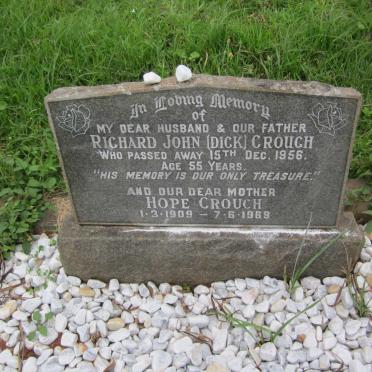 In Loving Memory
of
MY DEAR HUSBAND & OUR FATHER
RICHARD JOHN (DICK) CROUCH
WHO PASSED AWAY 15TH DEC. 1956.
AGE 55 YEARS.
"HIS MEMORY IS OUR ONLY TREASURE."
AND OUR DEAR MOTHER
HOPE CROUCH
1·3·1909 – 7·6·1969